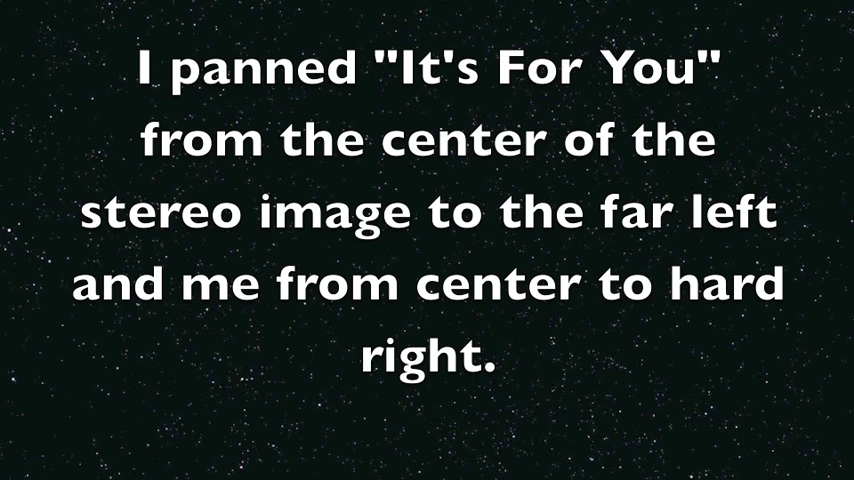 I panned "It's For You"
from the center of the
stereo image to the far left
and me from center to hard
right.